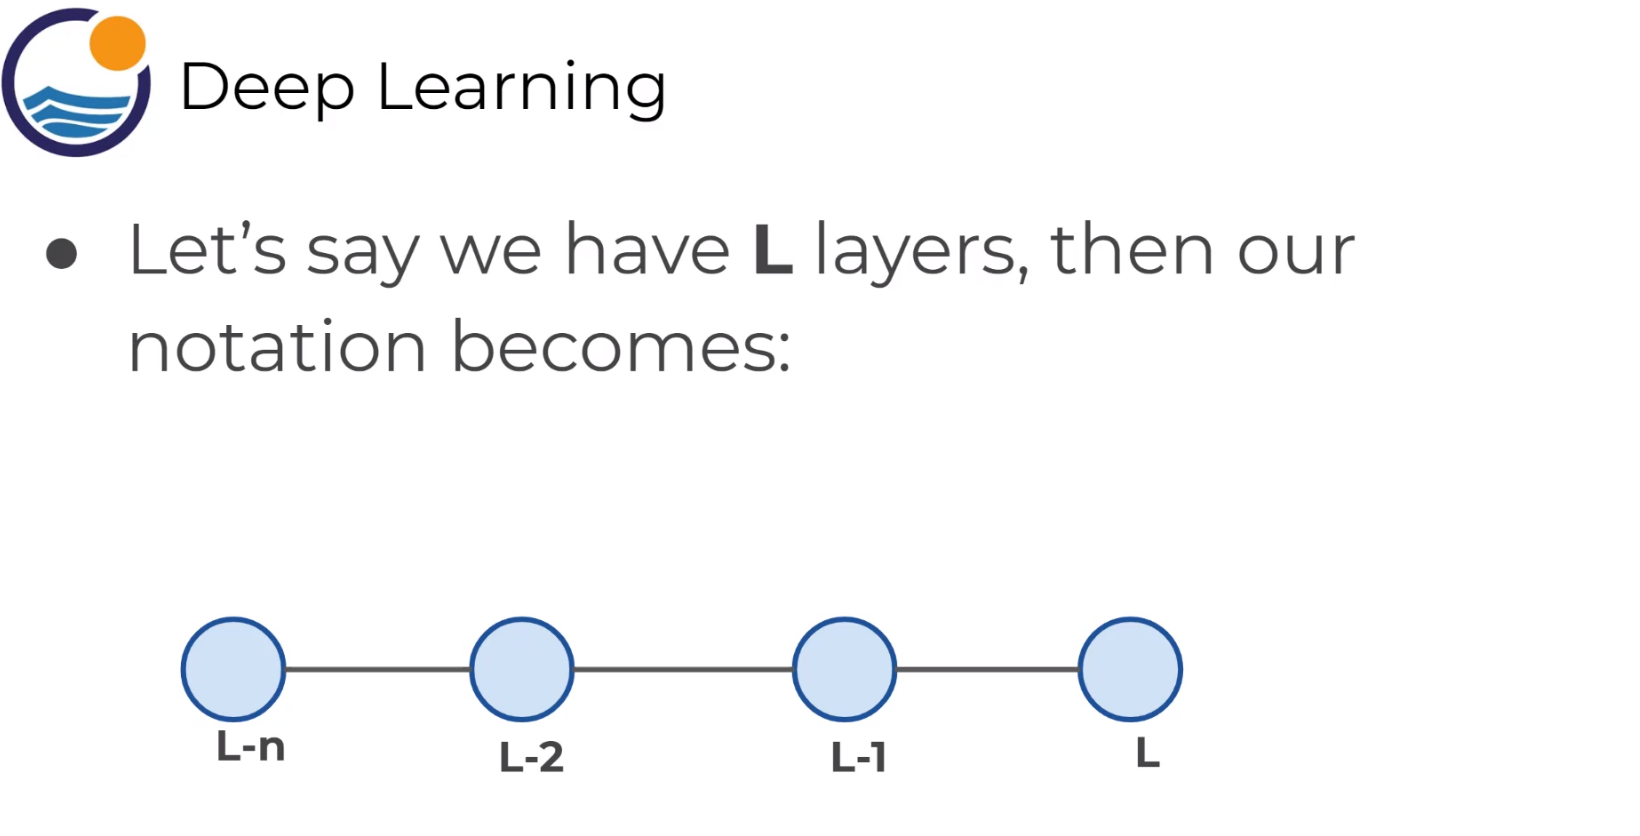 Deep Learning
● Let’s say we have L layers, then our
notation becomes:
L-n
L-2
L-1
L